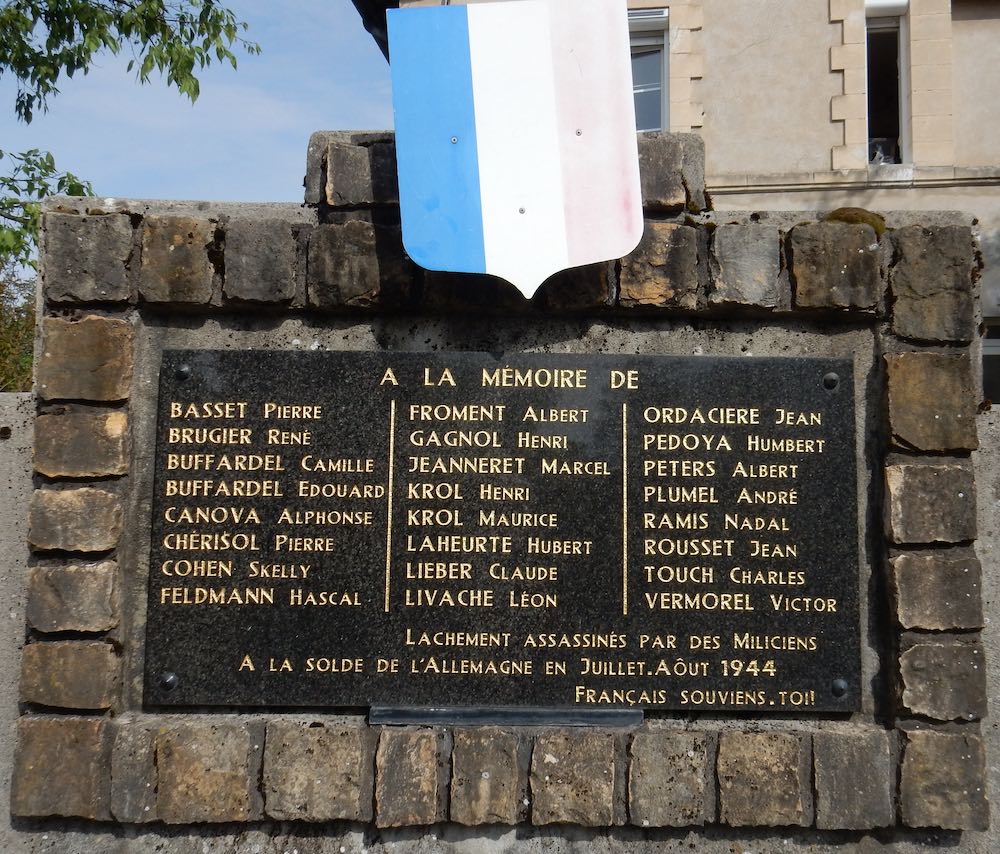 A LA MÉMOIRE DE
BASSET PIERRE
BRUGIER RENÉ
BUFFARDEL CAMILLE
BUFFARDEL EDOUARD
CANOVA ALPHONSE
CHÉRISOL PIERRE
COHEN SKELLY
FELDMANN HASCAL
FROMENT ALBERT
GAGNOL HENRI
JEANNERET MARCEL
KROL HENRI
KROL MAURICE
LAHEURTE HUBERT
LIEBER CLAUDE
LIVACHE LÉON
ORDACIERE JEAN
PEDOYA HUMBERT
PETERS ALBERT
PLUMEL ANDRÉ
RAMIS NADAL
ROUSSET JEAN
TOUCH CHARLES
VERMOREL VICTOR
LACHEMENT ASSASSINÉS PAR DES MILICIENS
A LA SOLDE DE L'ALLEMAGNE EN JUILLET.AOÛT 1944
FRANÇAIS SOUVIENS.TOI!